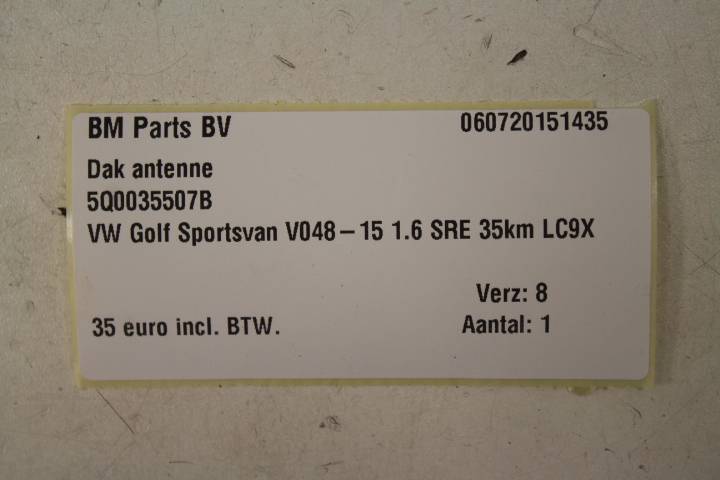 BM Parts BV 060720151435
Dak antenne
5Q0035507B
VW Golf Sportsvan V048-15 1.6 SRE 35km LC9X
Verz: 8
35 euro incl. BTW. Aantal: 1